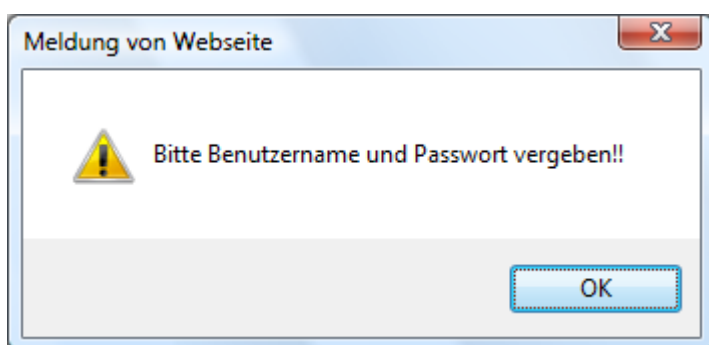 Meldung von Webseite
Bitte Benutzername und Passwort vergeben!!
OK